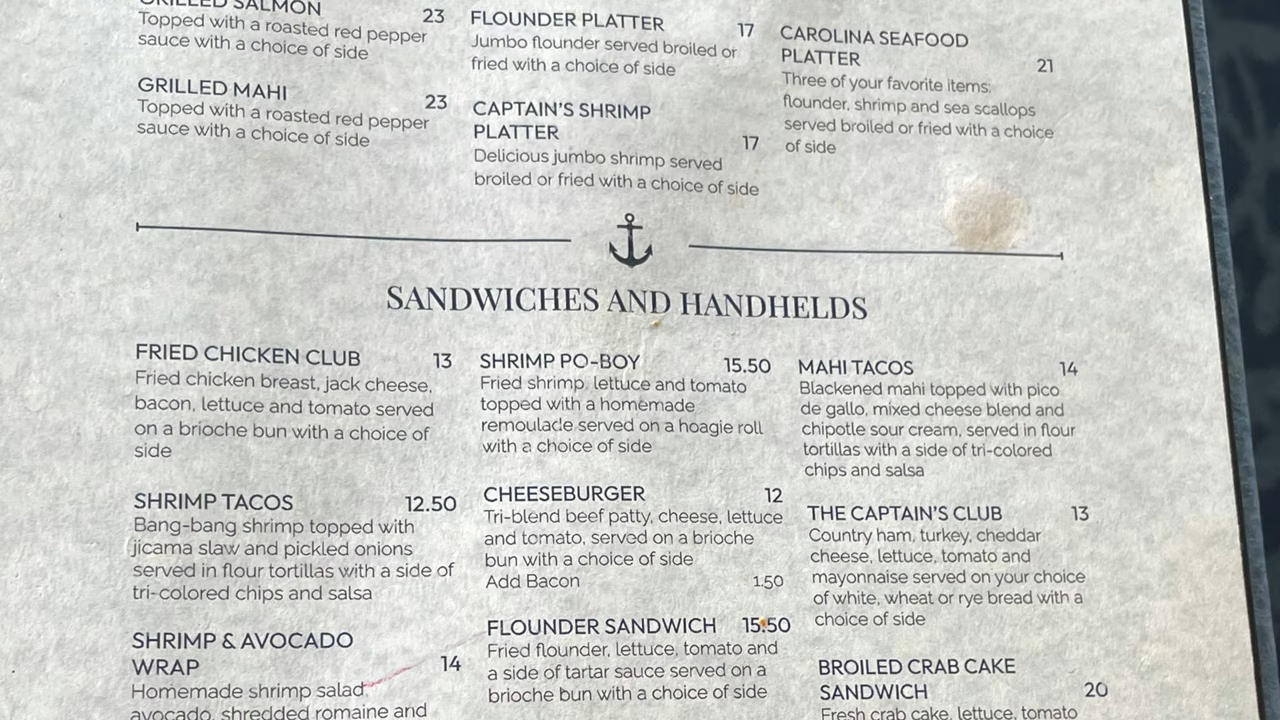 GRILLED SALMON 23
Topped with a roasted red pepper
sauce with a choice of side
GRILLED MAHI 23
Topped with a roasted red pepper
sauce with a choice of side
FLOUNDER PLATTER 17
Jumbo flounder served broiled or
fried with a choice of side
CAPTAIN'S SHRIMP
PLATTER 17
Delicious jumbo shrimp served
broiled or fried with a choice of side
CAROLINA SEAFOOD
PLATTER 21
Three of your favorite items:
flounder, shrimp and sea scallops
served broiled or fried with a choice
of side
SANDWICHES AND HANDHELDS
FRIED CHICKEN CLUB 13
Fried chicken breast, jack cheese,
bacon, lettuce and tomato served
on a brioche bun with a choice of
side
SHRIMP TACOS 12.50
Bang-bang shrimp topped with
jicama slaw and pickled onions
served in flour tortillas with a side of
tri-colored chips and salsa
SHRIMP & AVOCADO
WRAP 14
Homemade shrimp salad,
avocado, shredded romaine and
SHRIMP PO-BOY 15.50
Fried shrimp, lettuce and tomato
topped with a homemade
remoulade served on a hoagie roll
with a choice of side
CHEESEBURGER 12
Tri-blend beef patty, cheese, lettuce
and tomato, served on a brioche
bun with a choice of side
Add Bacon 1.50
FLOUNDER SANDWICH 15.50
Fried flounder, lettuce, tomato and
a side of tartar sauce served on a
brioche bun with a choice of side
MAHI TACOS 14
Blackened mahi topped with pico
de gallo, mixed cheese blend and
chipotle sour cream, served in flour
tortillas with a side of tri-colored
chips and salsa
THE CAPTAIN'S CLUB 13
Country ham, turkey, cheddar
cheese, lettuce, tomato and
mayonnaise served on your choice
of white, wheat or rye bread with a
choice of side
BROILED CRAB CAKE
SANDWICH 20
Fresh crab cake, lettuce, tomato